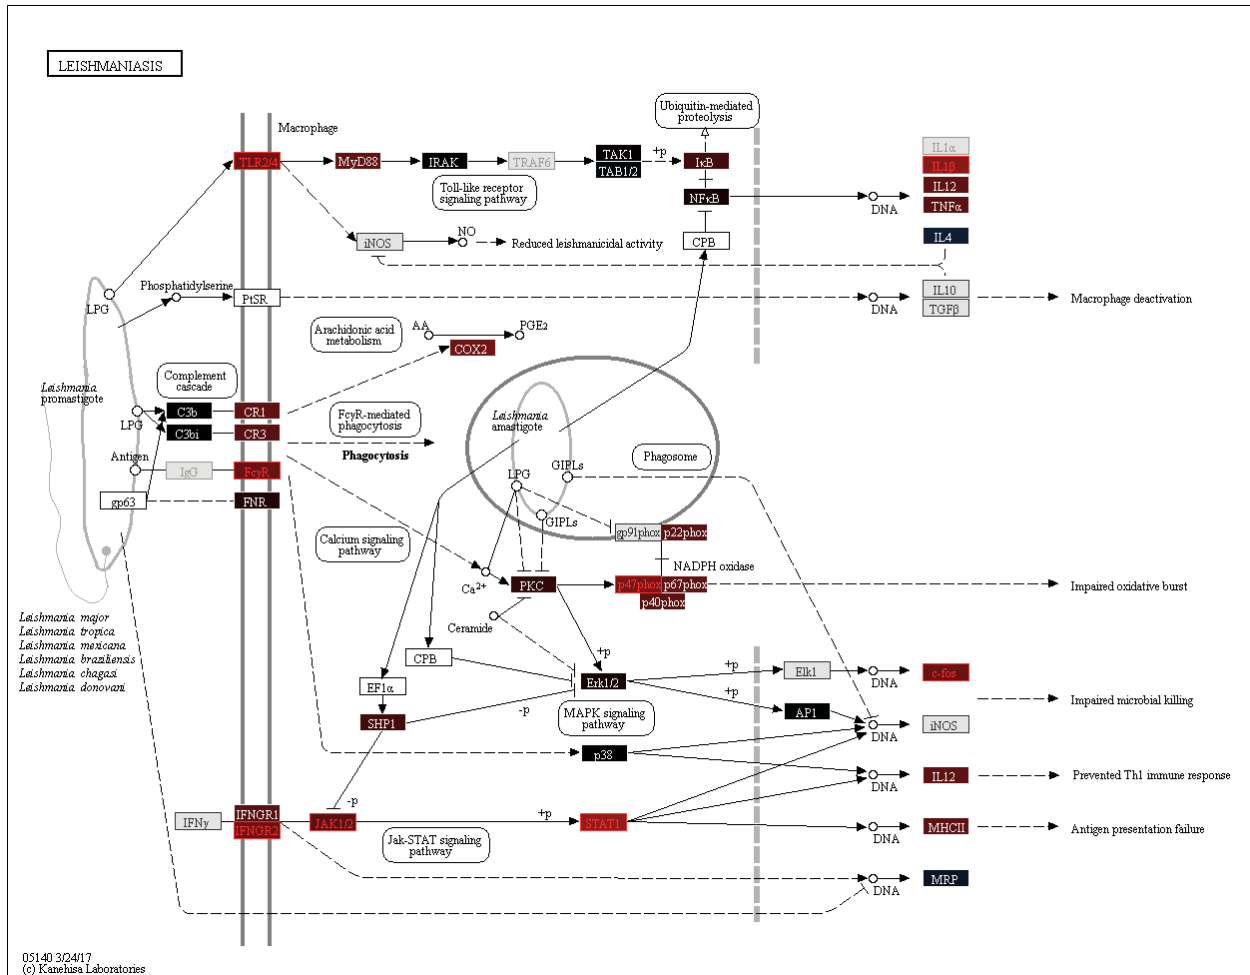 LEISHMANIASIS
Macrophage
Ubiquitin-mediated
proteolysis
TLR2/4
MyD88
IRAK
TRAF6
TAK1
TAB1/2
+p
IκB
NFκB
CPB
Toll-like receptor
signaling pathway
DNA
IL1α
IL1β
IL12
TNFα
IL4
iNOS
NO
Reduced leishmanicidal activity
LPG
Phosphatidylserine
PtSR
DNA
IL10
TGFβ
Macrophage deactivation
Arachidonic acid
metabolism
AA
PGE2
COX2
Leishmania
promastigote
Complement
cascade
LPG
C3b
CR1
C3bi
CR3
FcγR-mediated
phagocytosis
Phagocytosis
Antigen
IgG
FcγR
gp63
FNR
Leishmania
amastigote
Phagosome
LPG
GIPLs
GIPLs
gp91phox
p22phox
NADPH oxidase
p47phox
p67phox
p40phox
Impaired oxidative burst
Calcium signaling
pathway
Ca2+
PKC
Ceramide
Leishmania major
Leishmania tropica
Leishmania mexicana
Leishmania braziliensis
Leishmania chagasi
Leishmania donovani
CPB
EF1α
SHP1
-p
+p
Erk1/2
MAPK signaling
pathway
+p
+p
Elk1
DNA
c-fos
AP1
DNA
iNOS
Impaired microbial killing
p38
DNA
IL12
Prevented Th1 immune response
IFNγ
IFNGR1
IFNGR2
JAK1/2
-p
+p
STAT1
Jak-STAT signaling
pathway
DNA
MHCII
Antigen presentation failure
DNA
MRP
05140 3/24/17
(c) Kanehisa Laboratories